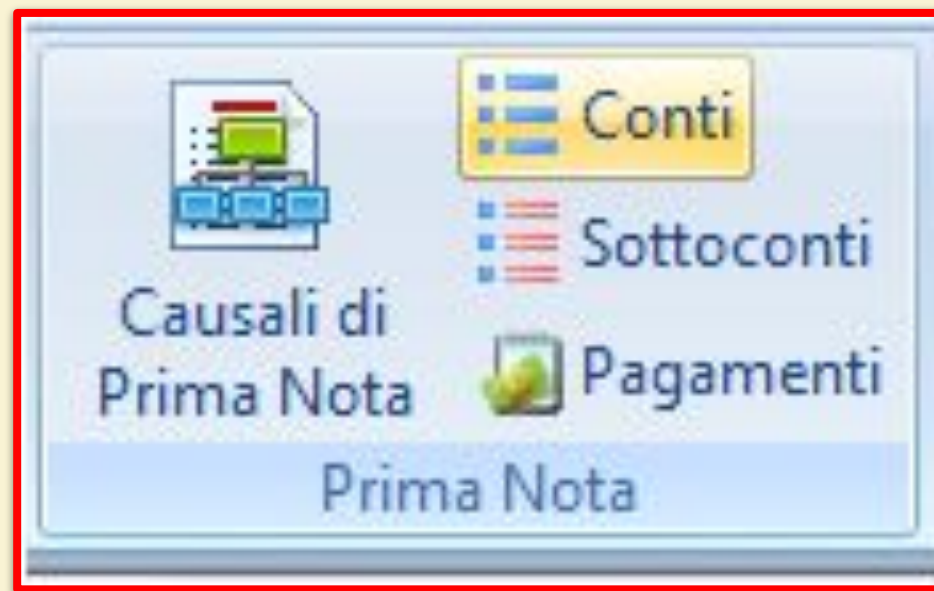 Causali di
Prima Nota
Conti
Sottoconti
Pagamenti
Prima Nota